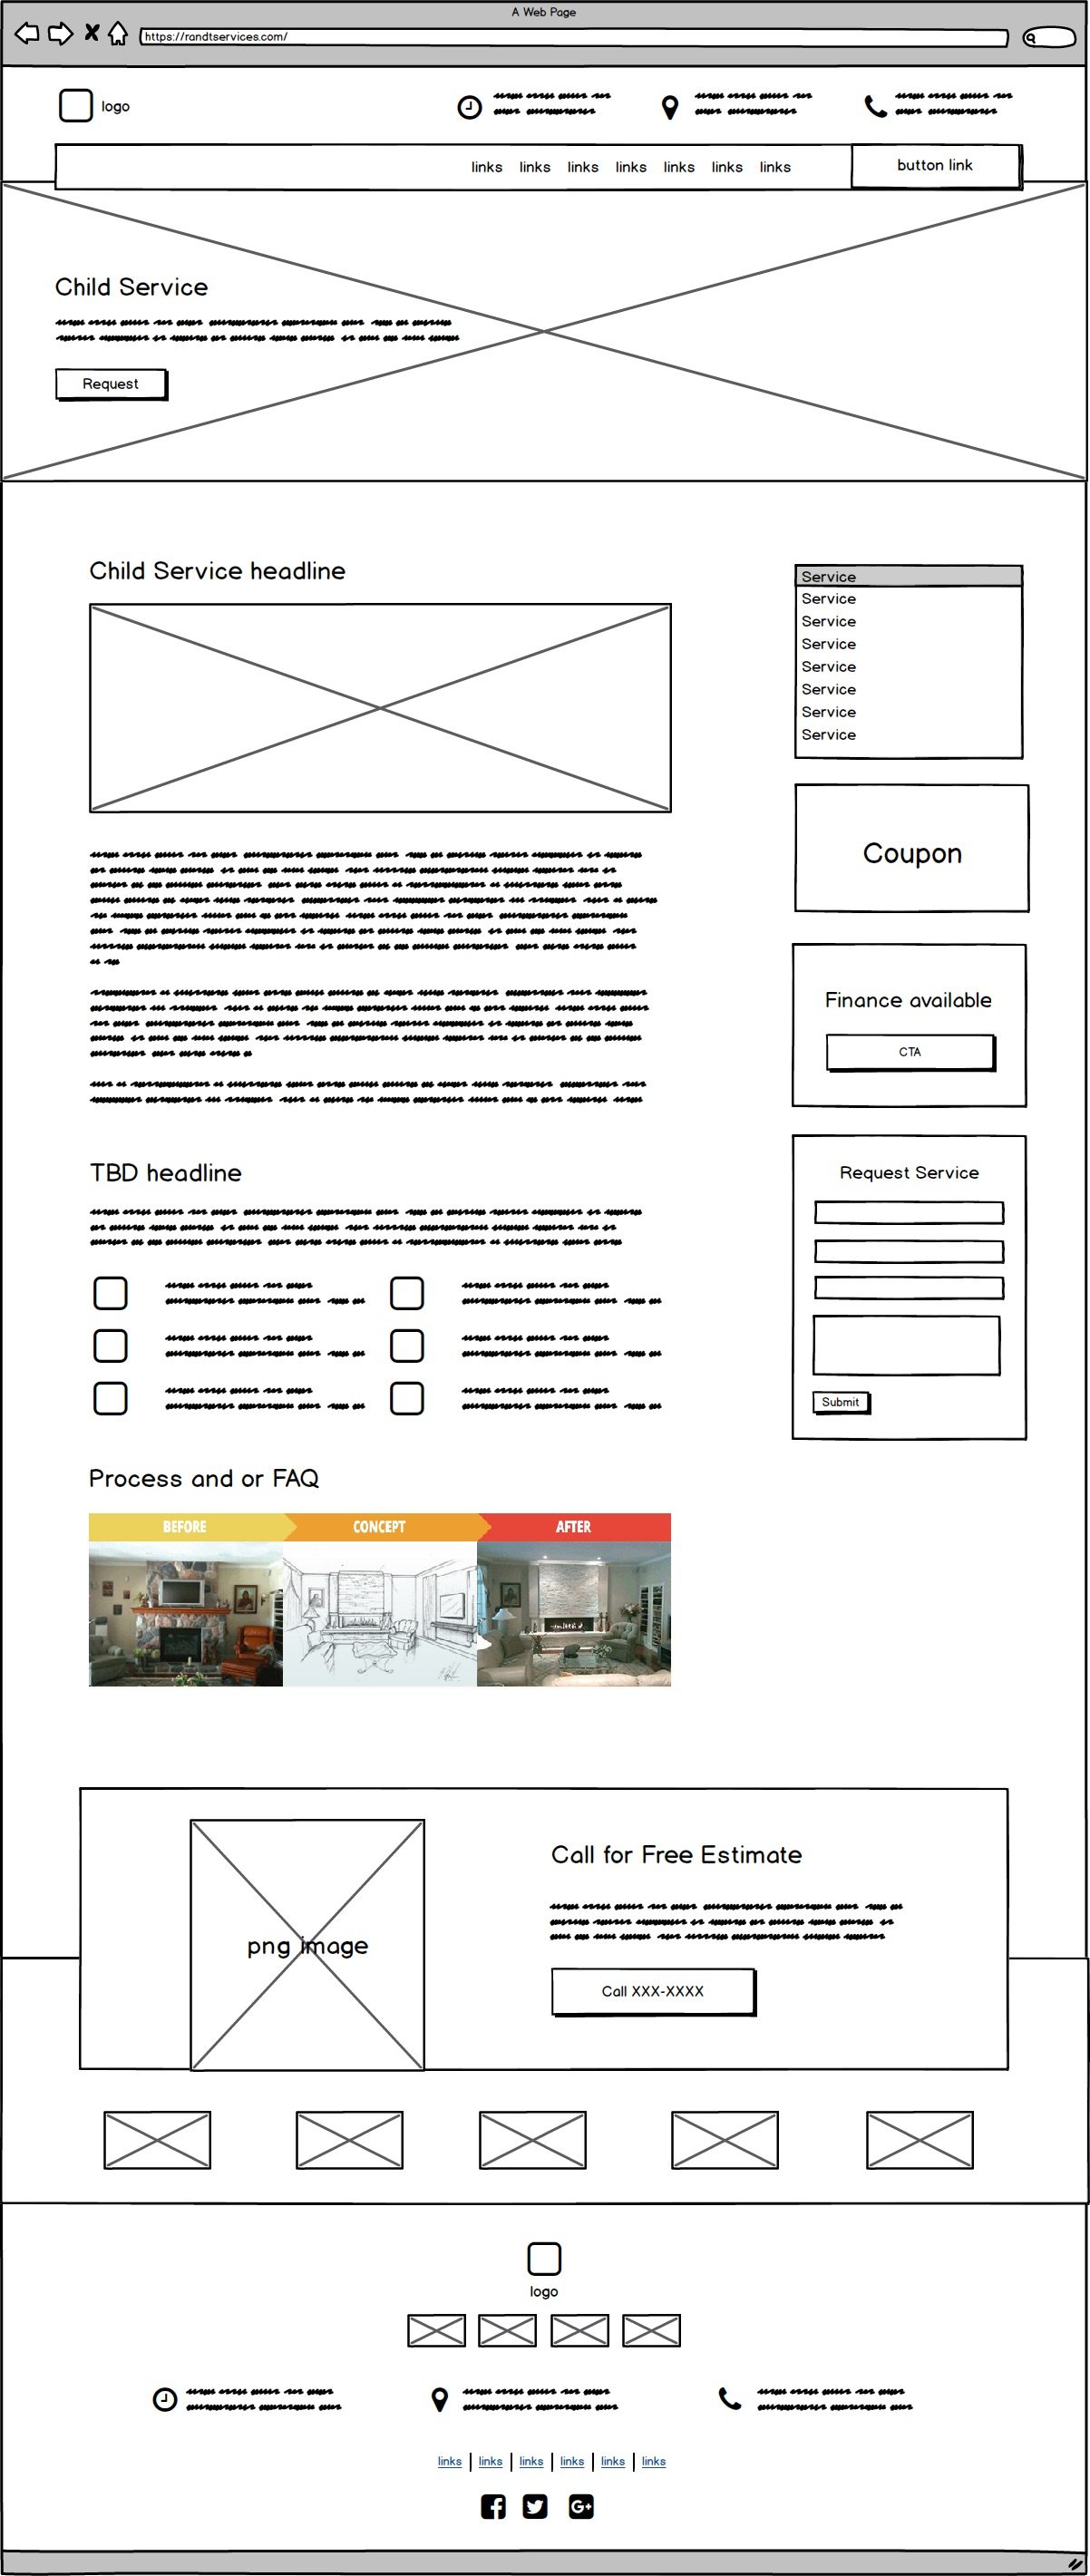 A Web Page
https://randtservices.com/
logo
links links links links links links links
button link
Child Service
Request
Child Service headline
Service
Service
Service
Service
Service
Service
Service
Service
Coupon
Finance available
CTA
TBD headline
Request Service
Submit
Process and or FAQ
BEFORE CONCEPT AFTER
Call for Free Estimate
png image
Call XXX-XXXX
logo
links | links | links | links | links | links